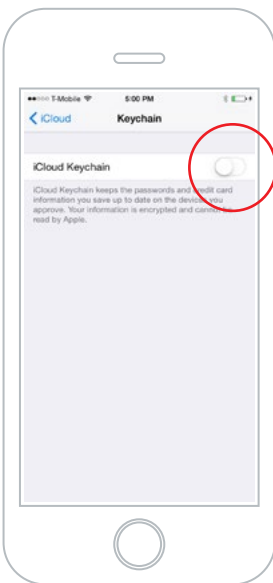 T-Mobile 5:00 PM
iCloud Keychain
iCloud Keychain
iCloud Keychain keeps the passwords and credit card
information you save up to date on the devices you
approve. Your information is encrypted and cannot be
read by Apple.